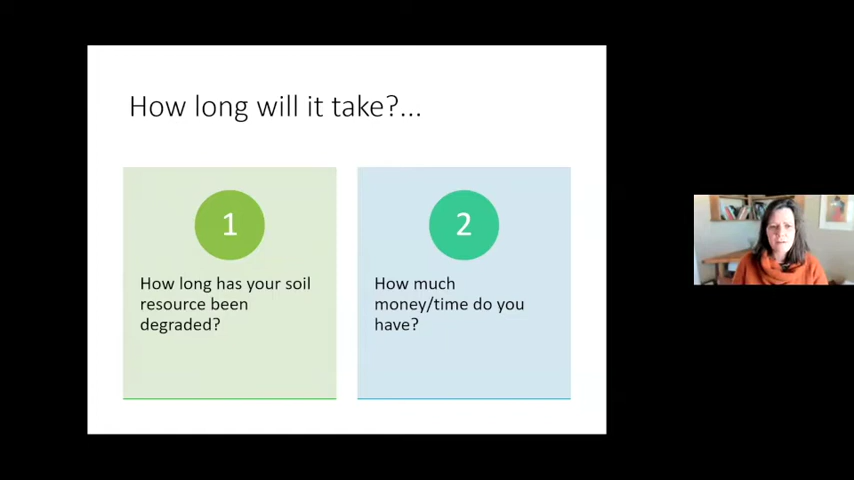 How long will it take?...
1
How long has your soil
resource been
degraded?
2
How much
money/time do you
have?